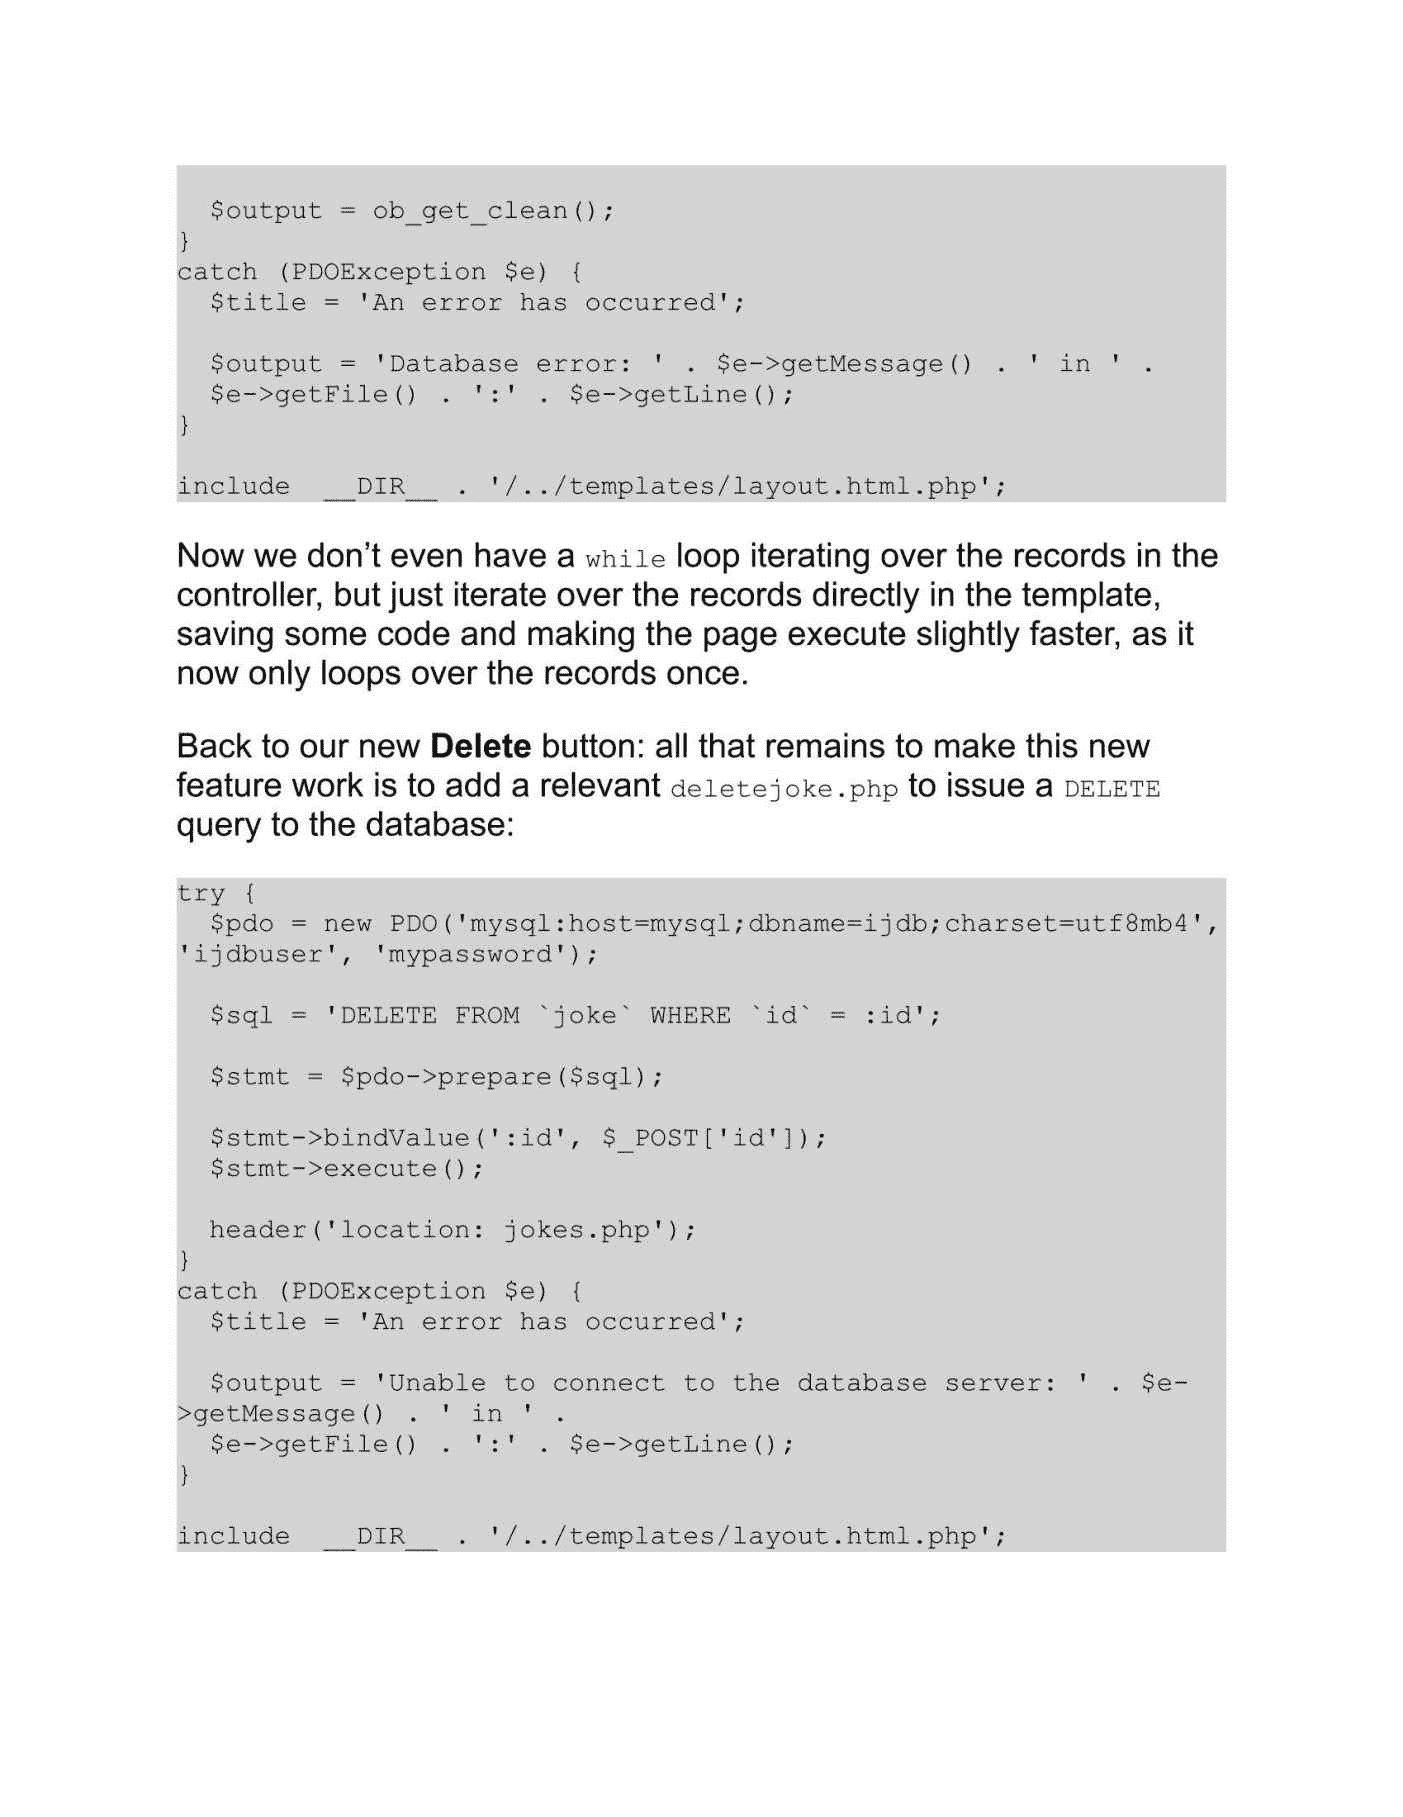 $output = ob_get_clean();
}
catch (PDOException $e) {
  $title = 'An error has occurred';
  $output = 'Database error: ' . $e->getMessage() . ' in ' .
  $e->getFile() . ':' . $e->getLine();
}
include  __DIR__ . '/../templates/layout.html.php';
Now we don’t even have a while loop iterating over the records in the
controller, but just iterate over the records directly in the template,
saving some code and making the page execute slightly faster, as it
now only loops over the records once.
Back to our new Delete button: all that remains to make this new
feature work is to add a relevant deletejoke.php to issue a DELETE
query to the database:
try {
  $pdo = new PDO('mysql:host=mysql;dbname=ijdb;charset=utf8mb4',
'ijdbuser', 'mypassword');
  $sql = 'DELETE FROM `joke` WHERE `id` = :id';
  $stmt = $pdo->prepare($sql);
  $stmt->bindValue(':id', $_POST['id']);
  $stmt->execute();
  header('location: jokes.php');
}
catch (PDOException $e) {
  $title = 'An error has occurred';
  $output = 'Unable to connect to the database server: ' . $e-
>getMessage() . ' in ' .
  $e->getFile() . ':' . $e->getLine();
}
include  __DIR__ . '/../templates/layout.html.php';